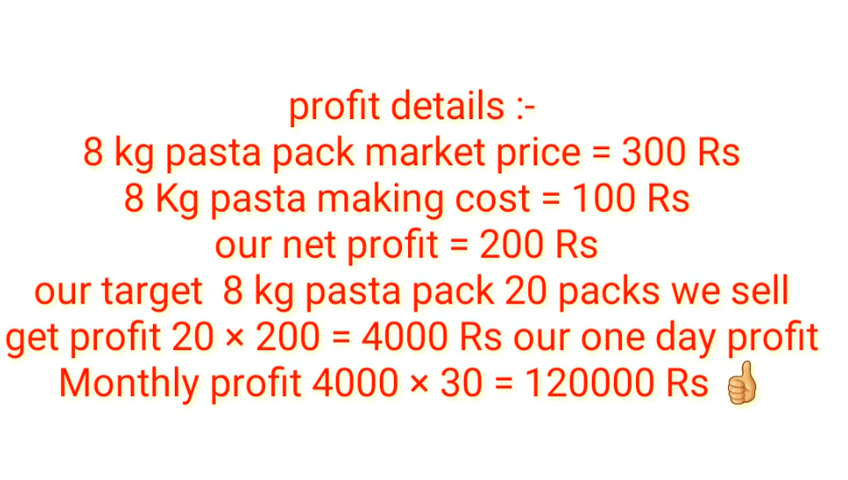 profit details :-
8 kg pasta pack market price = 300 Rs
8 Kg pasta making cost = 100 Rs
our net profit = 200 Rs
our target 8 kg pasta pack 20 packs we sell
get profit 20 × 200 = 4000 Rs our one day profit
Monthly profit 4000 × 30 = 120000 Rs 👍